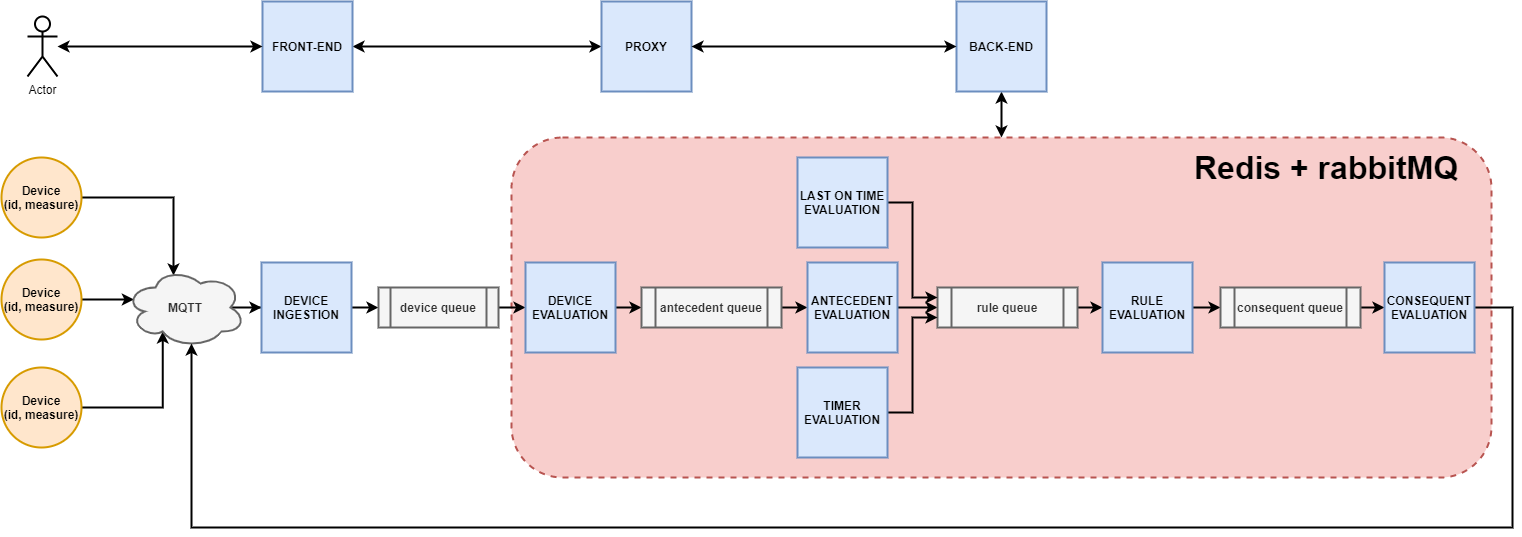 FRONT-END
PROXY
BACK-END
Actor
Redis + rabbitMQ
Device
(id, measure)
LAST ON TIME
EVALUATION
Device
(id, measure)
MQTT
DEVICE
INGESTION
device queue
DEVICE
EVALUATION
antecedent queue
ANTECEDENT
EVALUATION
rule queue
RULE
EVALUATION
consequent queue
CONSEQUENT
EVALUATION
Device
(id, measure)
TIMER
EVALUATION